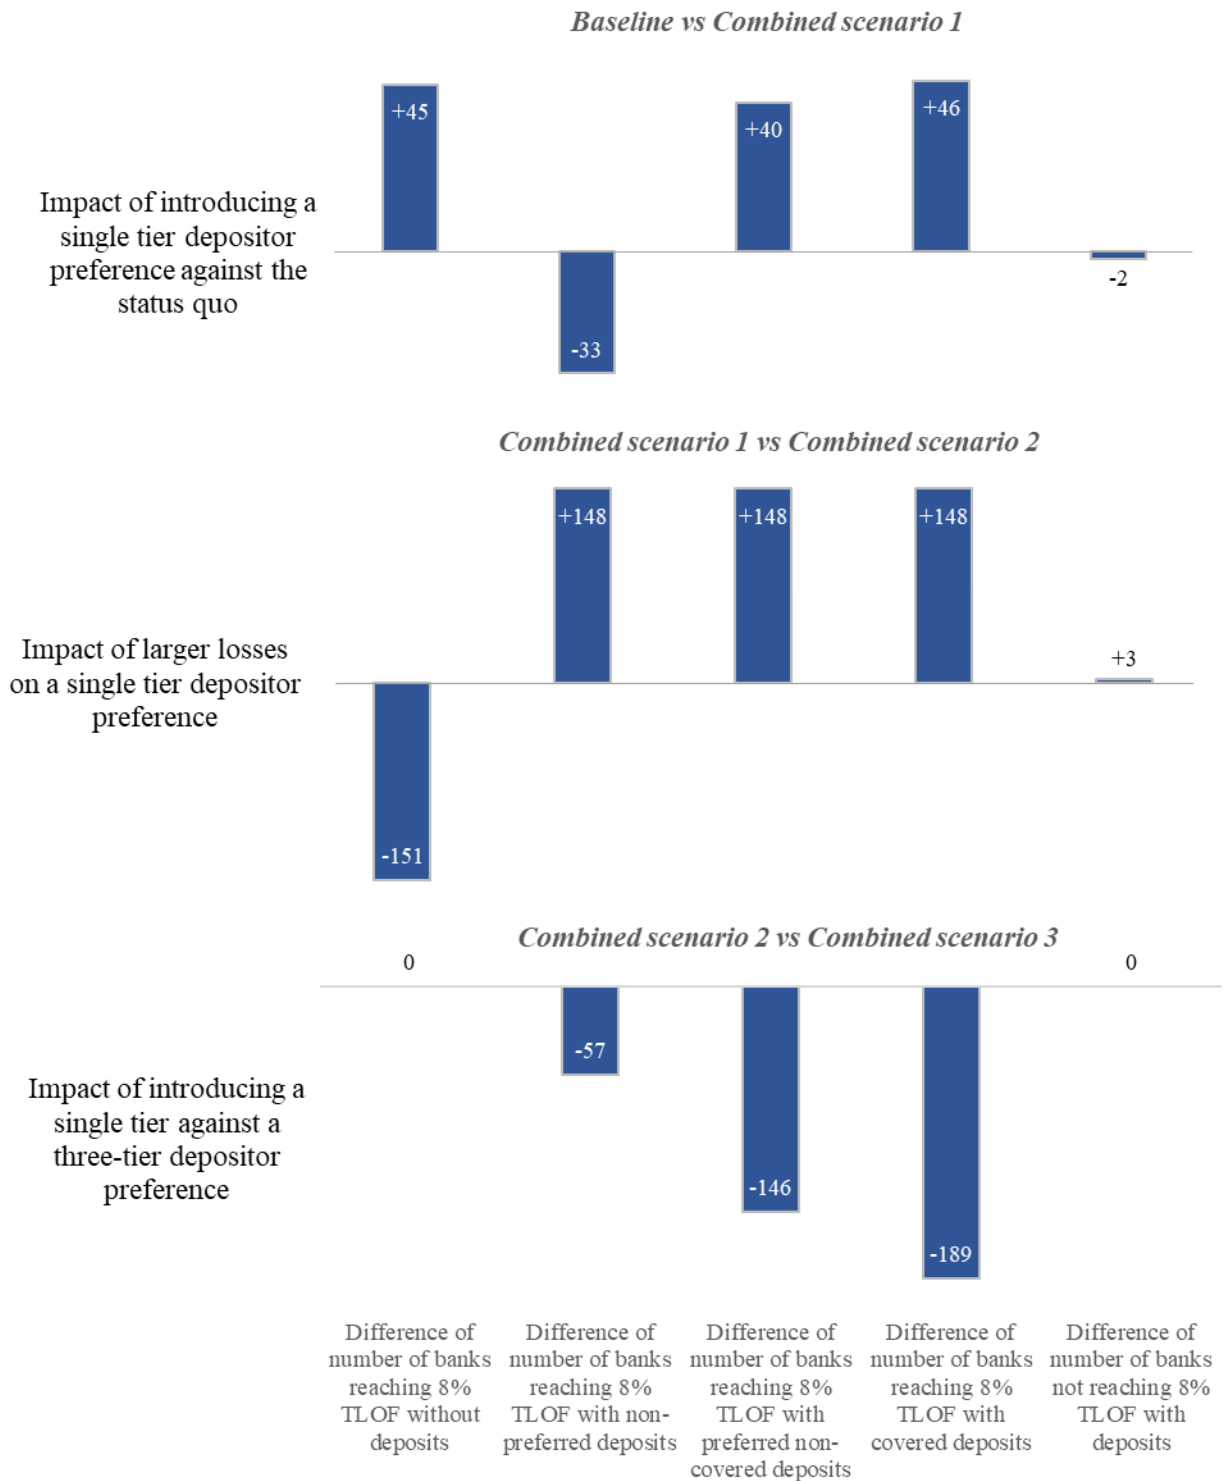 Baseline vs Combined scenario 1
+45
+40
+46
Impact of introducing a
single tier depositor
preference against the
status quo
-33
-2
Combined scenario 1 vs Combined scenario 2
+148
+148
+148
Impact of larger losses
on a single tier depositor
preference
+3
-151
Combined scenario 2 vs Combined scenario 3
0
0
Impact of introducing a
single tier against a
three-tier depositor
preference
-57
-146
-189
Difference of
number of banks
reaching 8%
TLOF without
deposits
Difference of
number of banks
reaching 8%
TLOF with non-
preferred deposits
Difference of
number of banks
reaching 8%
TLOF with
preferred non-
covered deposits
Difference of
number of banks
reaching 8%
TLOF with
covered deposits
Difference of
number of banks
not reaching 8%
TLOF with
deposits